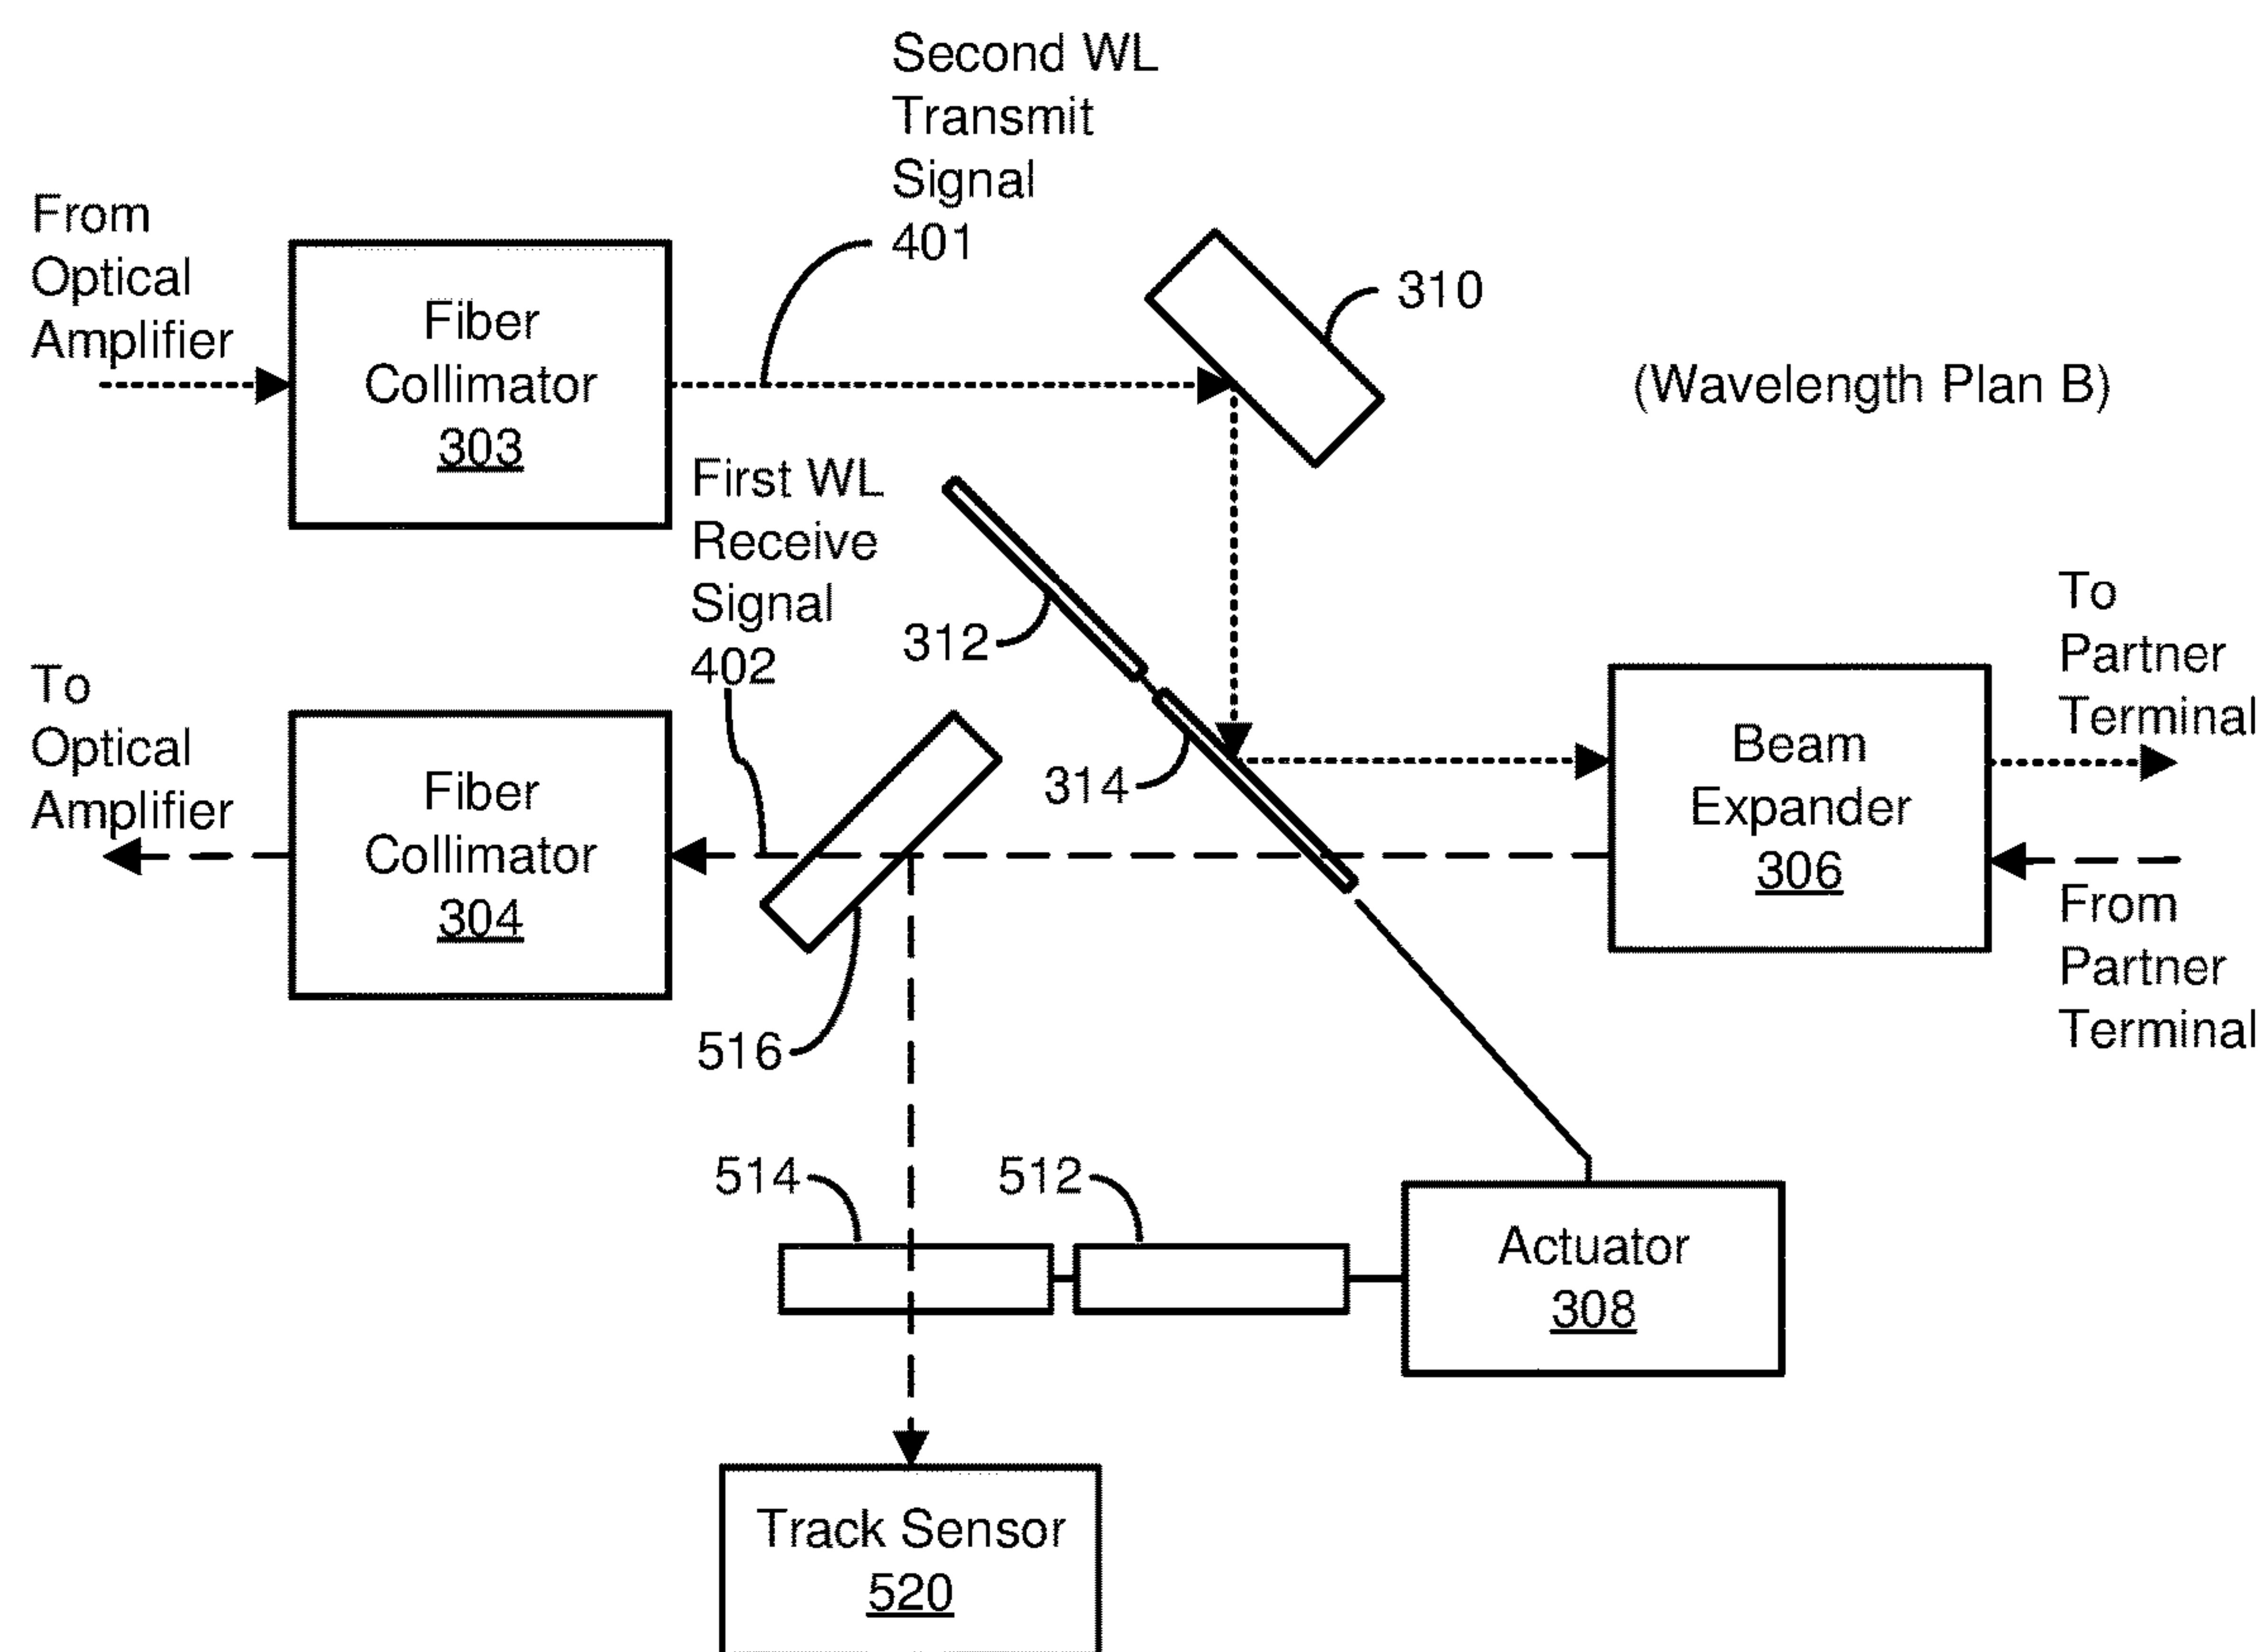 Second WL
Transmit
Signal
401
From
Optical
Amplifier
Fiber
Collimator
303
310
(Wavelength Plan B)
First WL
Receive
Signal
402
312
314
To
Optical
Amplifier
Fiber
Collimator
304
Beam
Expander
306
To
Partner
Terminal
From
Partner
Terminal
516
514
512
Actuator
308
Track Sensor
520